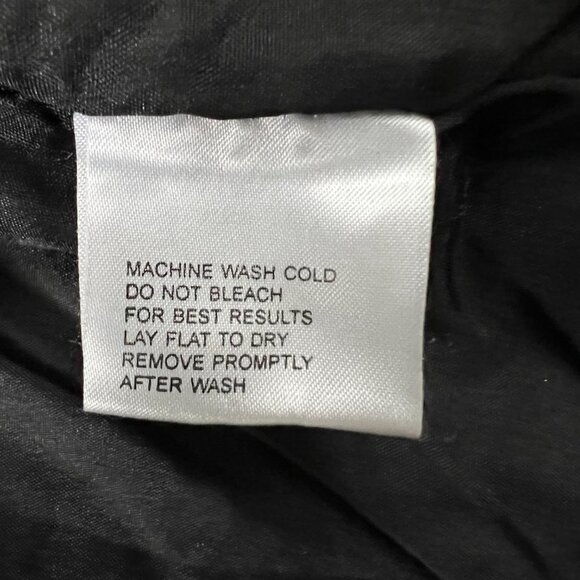 MACHINE WASH COLD
DO NOT BLEACH
FOR BEST RESULTS
LAY FLAT TO DRY
REMOVE PROMPTLY
AFTER WASH